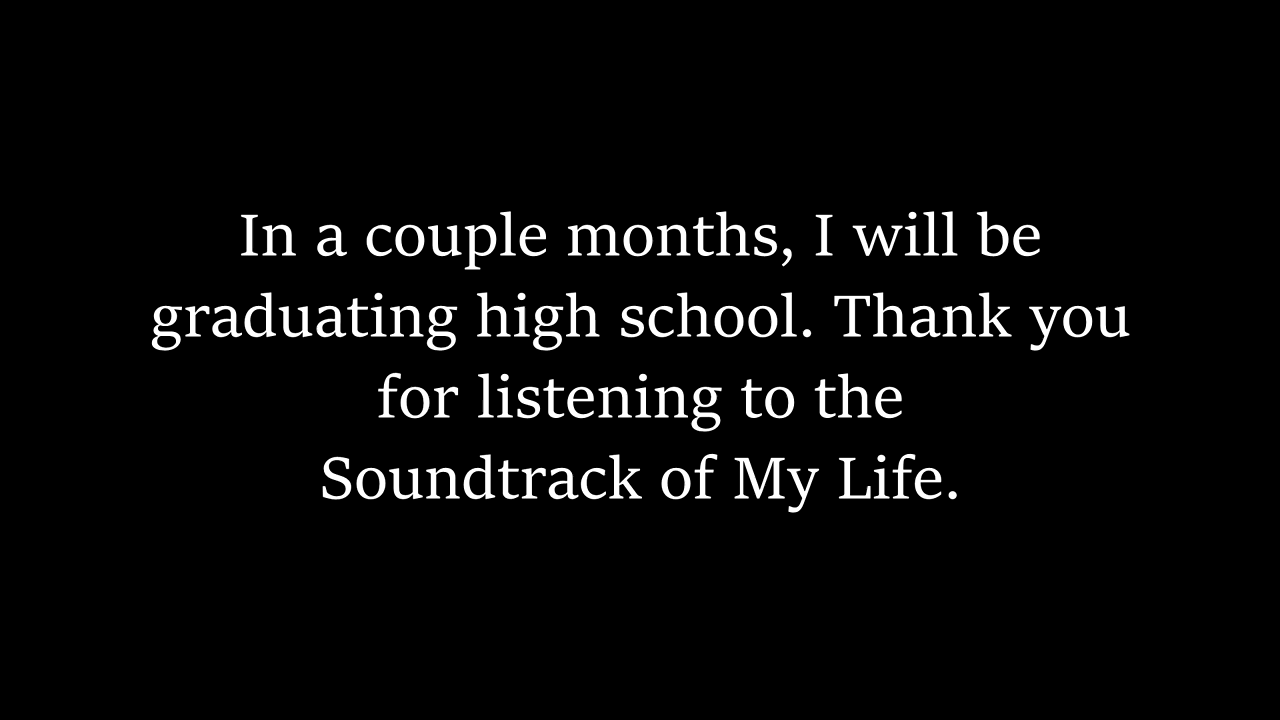 In a couple months, I will be
graduating high school. Thank you
for listening to the
Soundtrack of My Life.